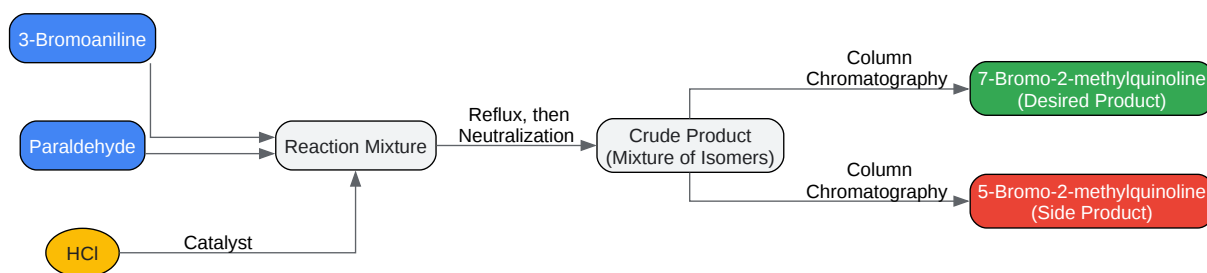 3-Bromoaniline
Paraldehyde
HCl
Catalyst
Reaction Mixture
Reflux, then
Neutralization
Crude Product
(Mixture of Isomers)
Column
Chromatography
7-Bromo-2-methylquinoline
(Desired Product)
Column
Chromatography
5-Bromo-2-methylquinoline
(Side Product)